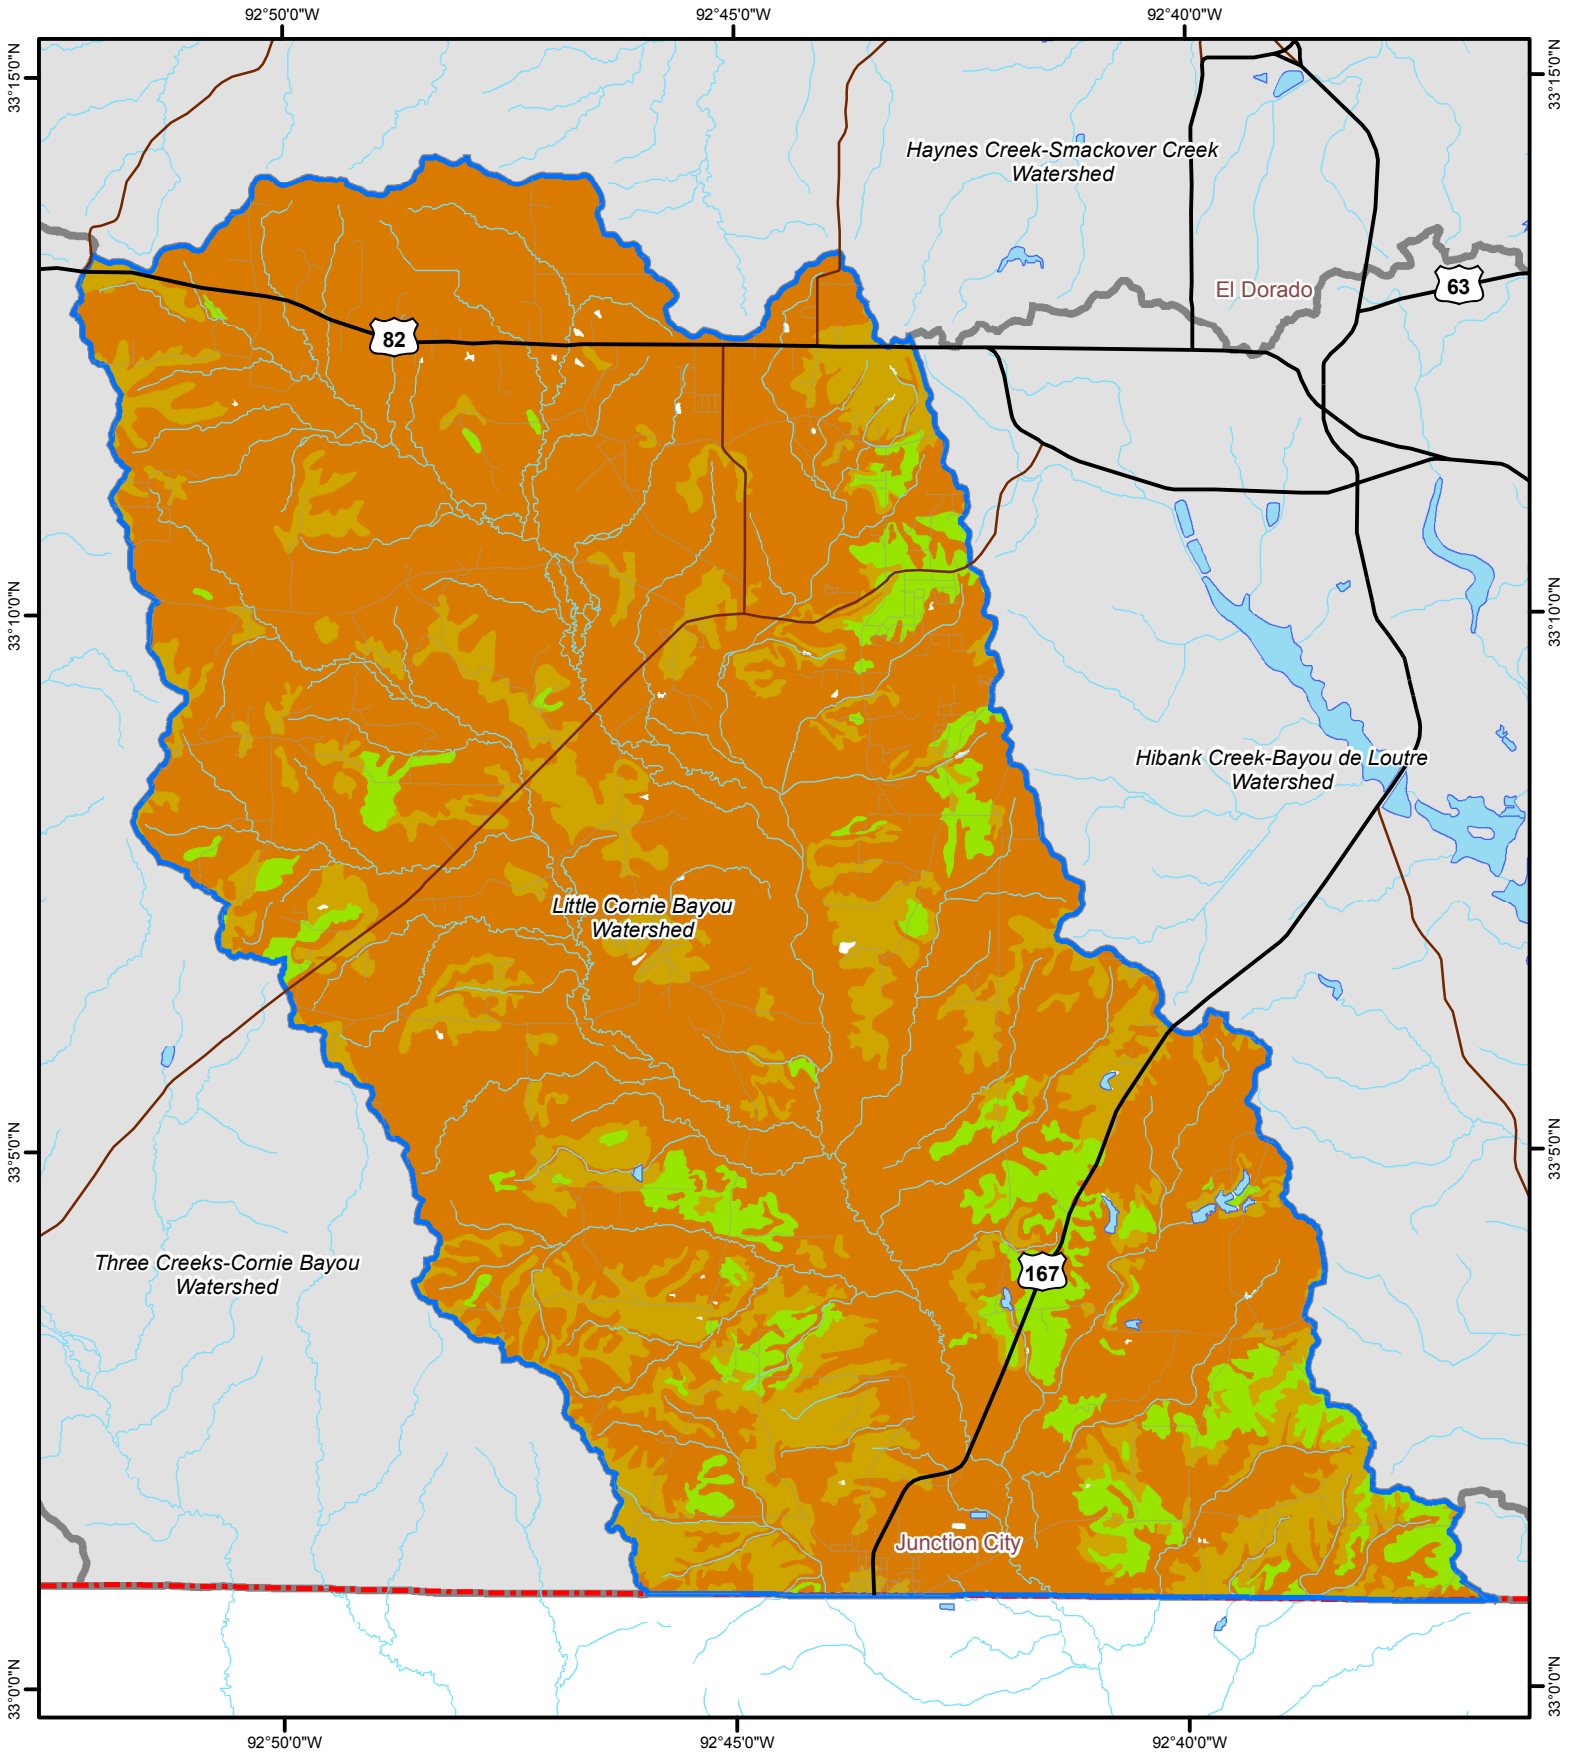 92°50'0"W
92°45'0"W
92°40'0"W
33°15'0"N
33°15'0"N
Haynes Creek-Smackover Creek
Watershed
El Dorado
63
82
33°10'0"N
33°10'0"N
Hibank Creek-Bayou de Loutre
Watershed
Little Cornie Bayou
Watershed
33°5'0"N
33°5'0"N
Three Creeks-Cornie Bayou
Watershed
167
Junction City
33°0'0"N
33°0'0"N
92°50'0"W
92°45'0"W
92°40'0"W